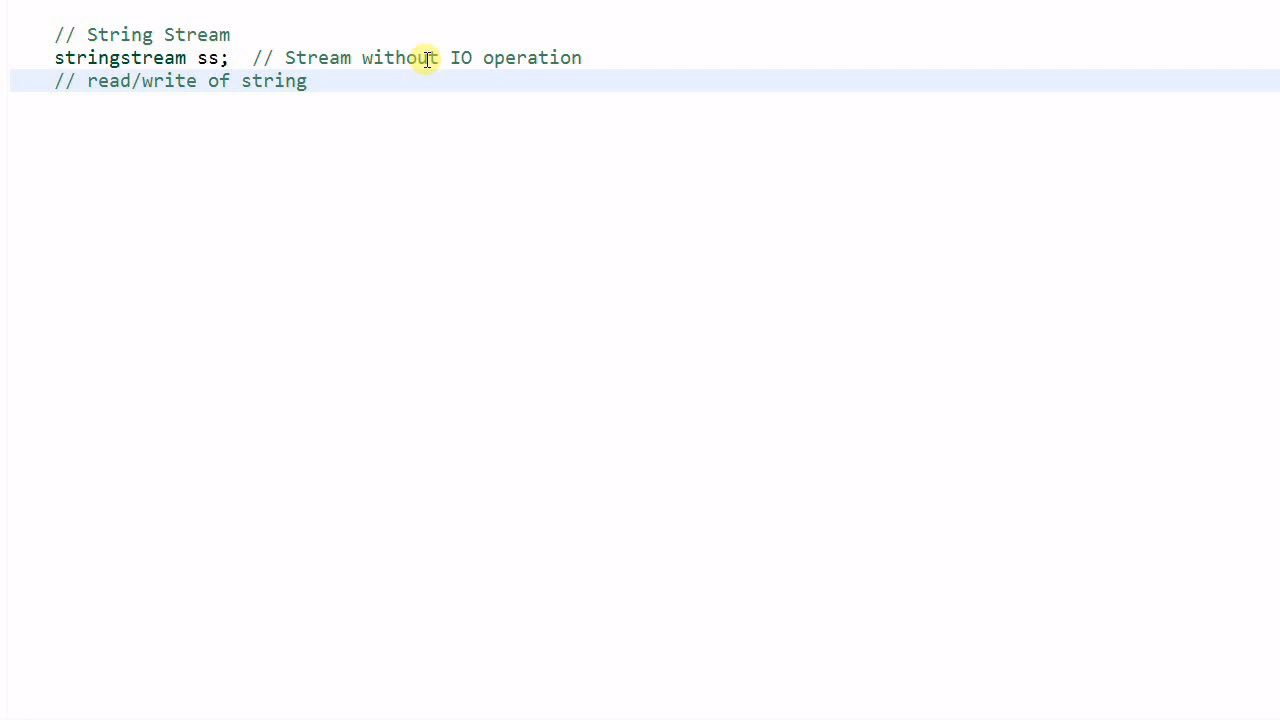 // String Stream
stringstream ss;  // Stream without IO operation
// read/write of string